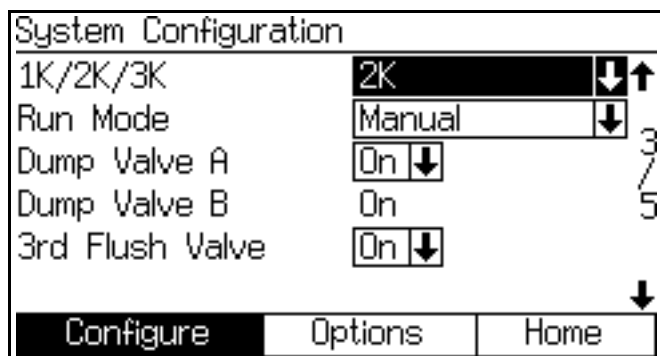 System Configuration
1K/2K/3K 2K
Run Mode Manual
Dump Valve A On
Dump Valve B On
3rd Flush Valve On
3/5
Configure Options Home